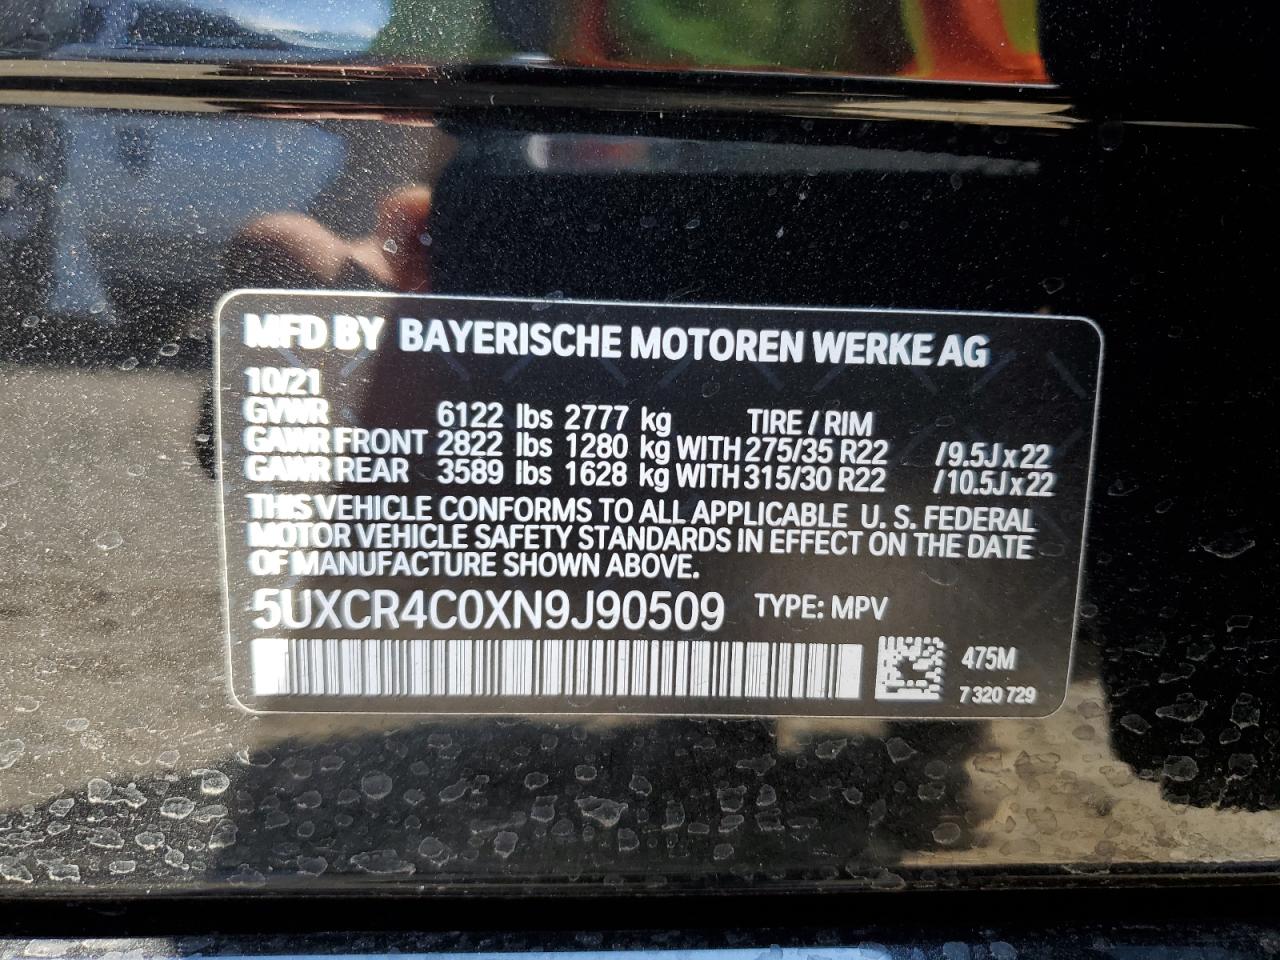 MFD BY BAYERISCHE MOTOREN WERKE AG
10/21
GVWR 6122 lbs 2777 kg TIRE / RIM
GAWR FRONT 2822 lbs 1280 kg WITH 275/35 R22 / 9.5J x 22
GAWR REAR 3589 lbs 1628 kg WITH 315/30 R22 / 10.5J x 22
THIS VEHICLE CONFORMS TO ALL APPLICABLE U. S. FEDERAL
MOTOR VEHICLE SAFETY STANDARDS IN EFFECT ON THE DATE
OF MANUFACTURE SHOWN ABOVE.
5UXCR4C0XN9J90509 TYPE: MPV
475M
7 320 729